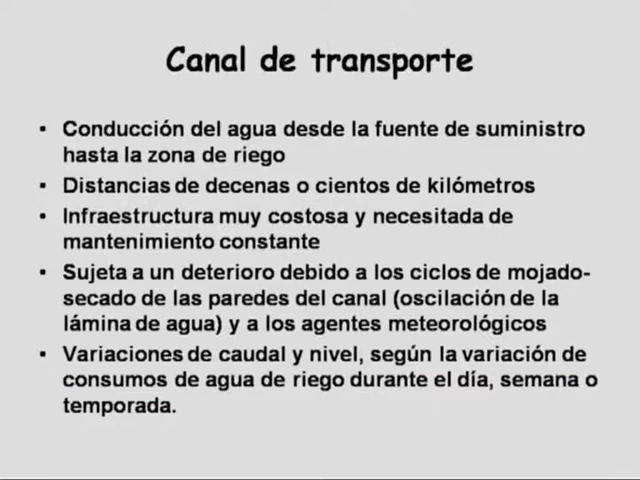 Canal de transporte
• Conducción del agua desde la fuente de suministro
hasta la zona de riego
• Distancias de decenas o cientos de kilómetros
• Infraestructura muy costosa y necesitada de
mantenimiento constante
• Sujeta a un deterioro debido a los ciclos de mojado-
secado de las paredes del canal (oscilación de la
lámina de agua) y a los agentes meteorológicos
• Variaciones de caudal y nivel, según la variación de
consumos de agua de riego durante el día, semana o
temporada.